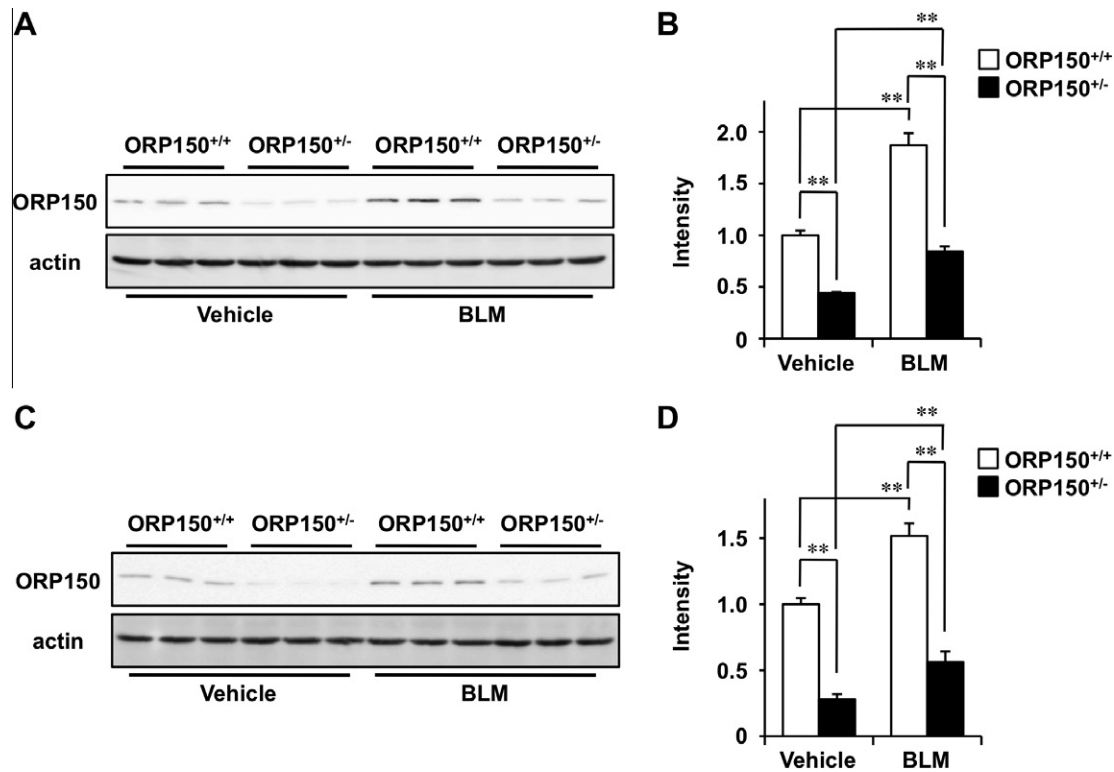 A
ORP150+/+ ORP150+/- ORP150+/+ ORP150+/-
ORP150
actin
Vehicle BLM
B
**
**
**
**
ORP150+/+
ORP150+/-
Intensity
2.0
1.5
1.0
0.5
0
Vehicle BLM
C
ORP150+/+ ORP150+/- ORP150+/+ ORP150+/-
ORP150
actin
Vehicle BLM
D
**
**
**
**
ORP150+/+
ORP150+/-
Intensity
1.5
1.0
0.5
0
Vehicle BLM